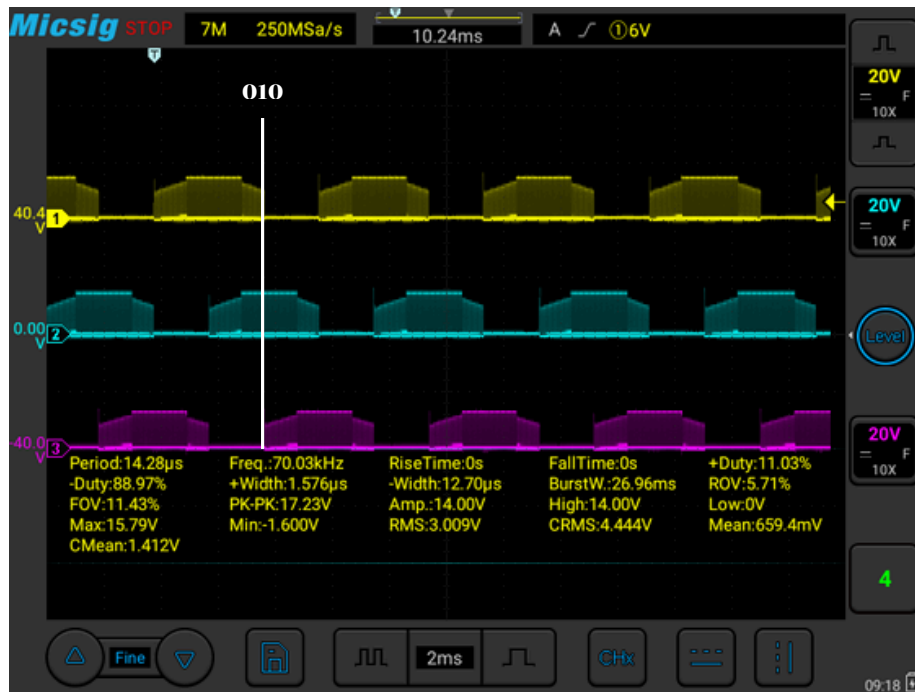 Micsig STOP 7M 250MSa/s 10.24ms A ①6V
T
010
20V
= F
10X
40.4
V
1
20V
= F
10X
0.00
V
2
Level
20V
= F
10X
-40.0
V
3
Period:14.28µs Freq.:70.03kHz RiseTime:0s FallTime:0s +Duty:11.03%
-Duty:88.97% +Width:1.576µs -Width:12.70µs BurstW.:26.96ms ROV:5.71%
FOV:11.43% PK-PK:17.23V Amp.:14.00V High:14.00V Low:0V
Max:15.79V Min:-1.600V RMS:3.009V CRMS:4.444V Mean:659.4mV
CMean:1.412V
4
Fine 2ms CHx
09:18